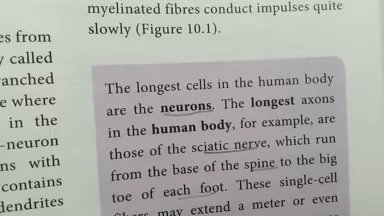 myelinated fibres conduct impulses quite
slowly (Figure 10.1).
es from
called
anched
e where
in the
-neuron
ns with
contains
dendrites
The longest cells in the human body
are the neurons. The longest axons
in the human body, for example, are
those of the sciatic nerve, which run
from the base of the spine to the big
toe of each foot. These single-cell
fibers may extend a meter or even